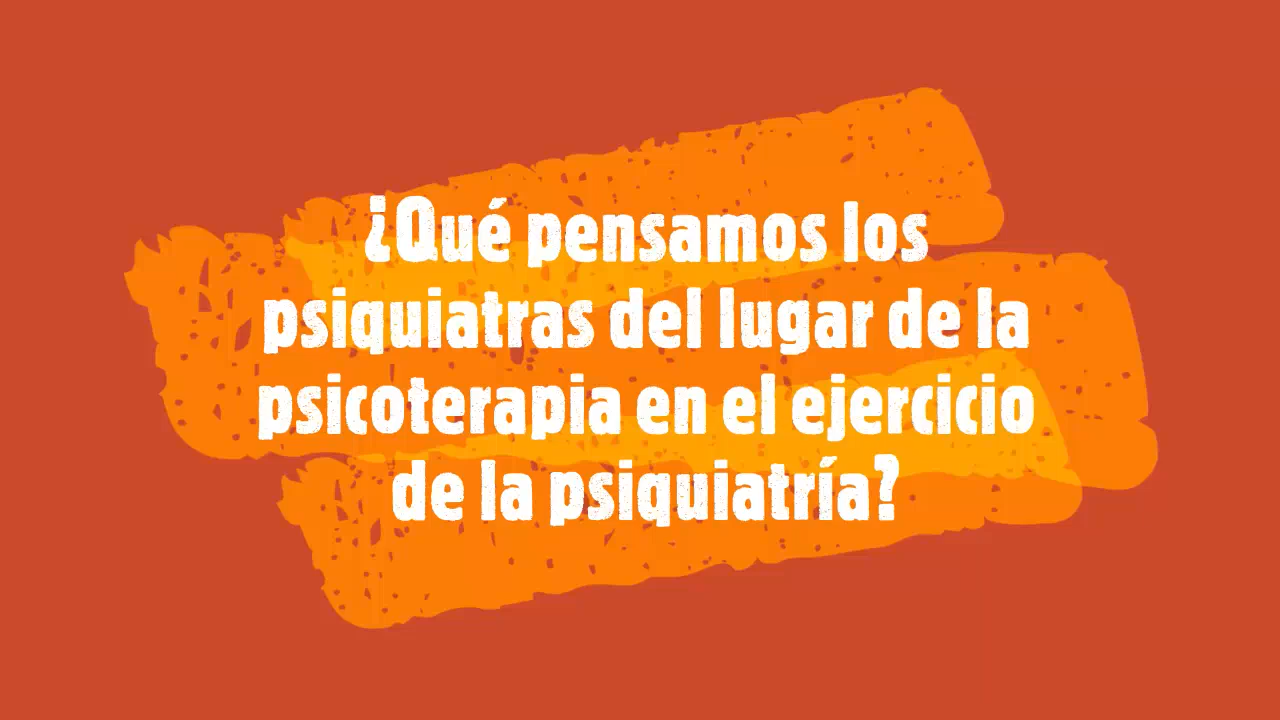 ¿Qué pensamos los
psiquiatras del lugar de la
psicoterapia en el ejercicio
de la psiquiatría?